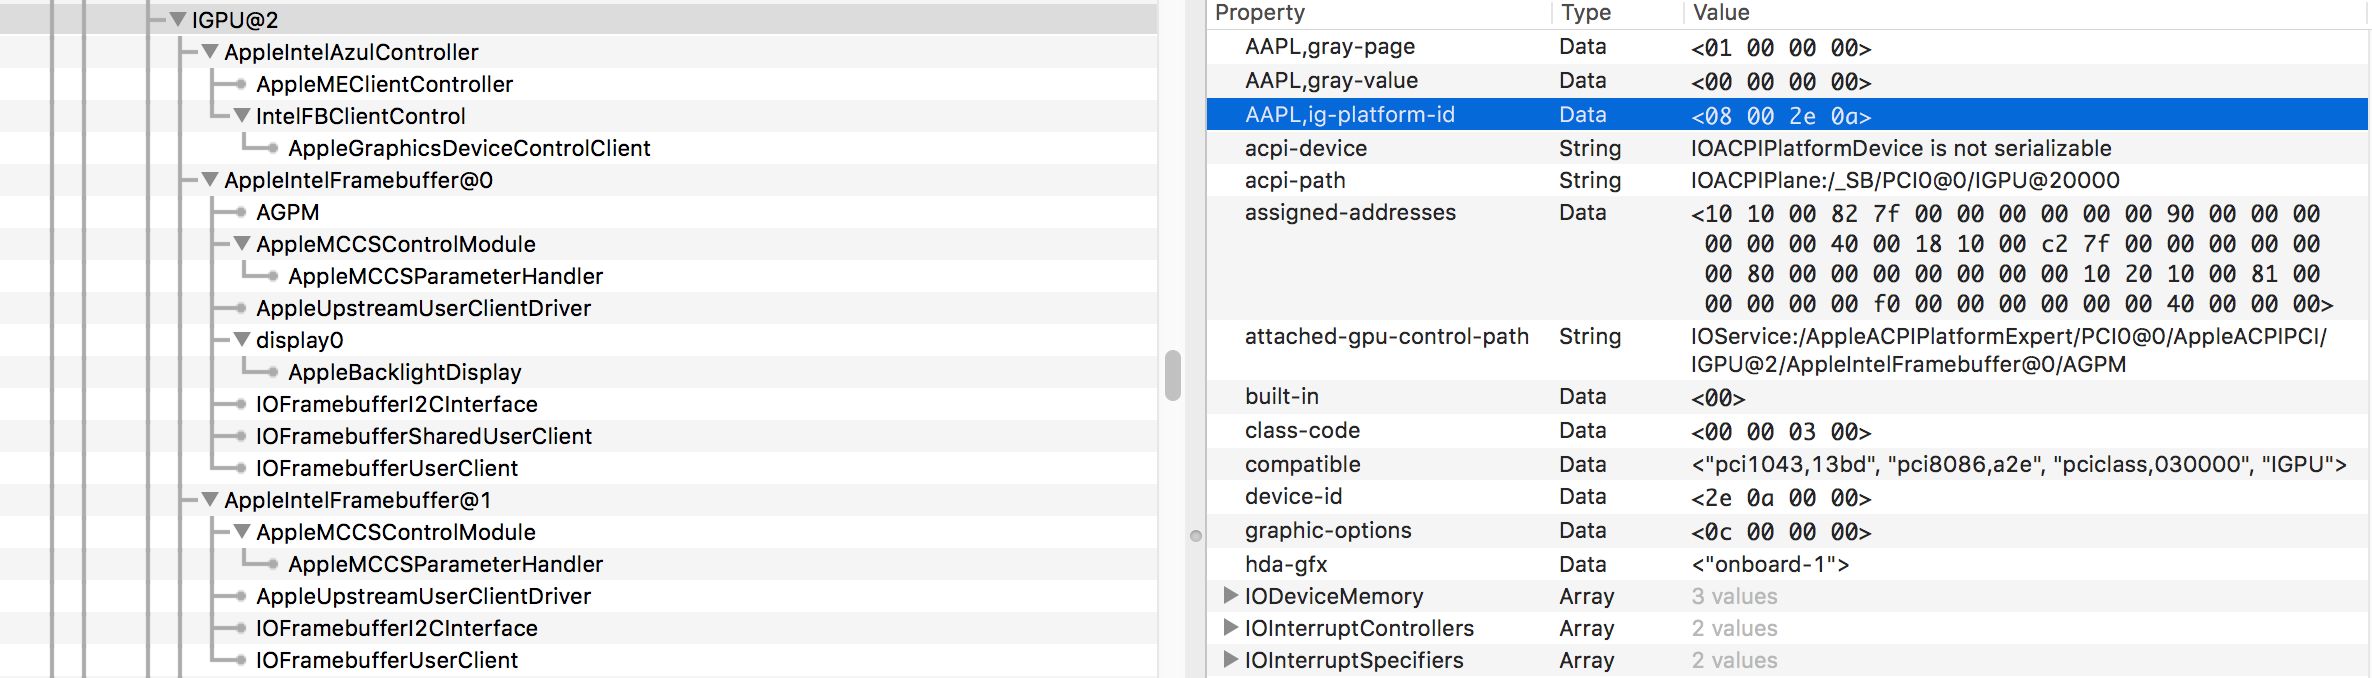 IGPU@2
AppleIntelAzulController
AppleMEClientController
IntelFBClientControl
AppleGraphicsDeviceControlClient
AppleIntelFramebuffer@0
AGPM
AppleMCCSControlModule
AppleMCCSParameterHandler
AppleUpstreamUserClientDriver
display0
AppleBacklightDisplay
IOFramebufferI2CInterface
IOFramebufferSharedUserClient
IOFramebufferUserClient
AppleIntelFramebuffer@1
AppleMCCSControlModule
AppleMCCSParameterHandler
AppleUpstreamUserClientDriver
IOFramebufferI2CInterface
IOFramebufferUserClient
Property Type Value
AAPL,gray-page Data <01 00 00 00>
AAPL,gray-value Data <00 00 00 00>
AAPL,ig-platform-id Data <08 00 2e 0a>
acpi-device String IOACPIPlatformDevice is not serializable
acpi-path String IOACPIPlane:/_SB/PCI0@0/IGPU@20000
assigned-addresses Data <10 10 00 82 7f 00 00 00 00 00 00 90 00 00 00
00 00 00 40 00 18 10 00 c2 7f 00 00 00 00 00
00 80 00 00 00 00 00 00 00 10 20 10 00 81 00
00 00 00 00 f0 00 00 00 00 00 00 40 00 00 00>
attached-gpu-control-path String IOService:/AppleACPIPlatformExpert/PCI0@0/AppleACPIPCI/
IGPU@2/AppleIntelFramebuffer@0/AGPM
built-in Data <00>
class-code Data <00 00 03 00>
compatible Data <"pci1043,13bd", "pci8086,a2e", "pciclass,030000", "IGPU">
device-id Data <2e 0a 00 00>
graphic-options Data <0c 00 00 00>
hda-gfx Data <"onboard-1">
IODeviceMemory Array 3 values
IOInterruptControllers Array 2 values
IOInterruptSpecifiers Array 2 values